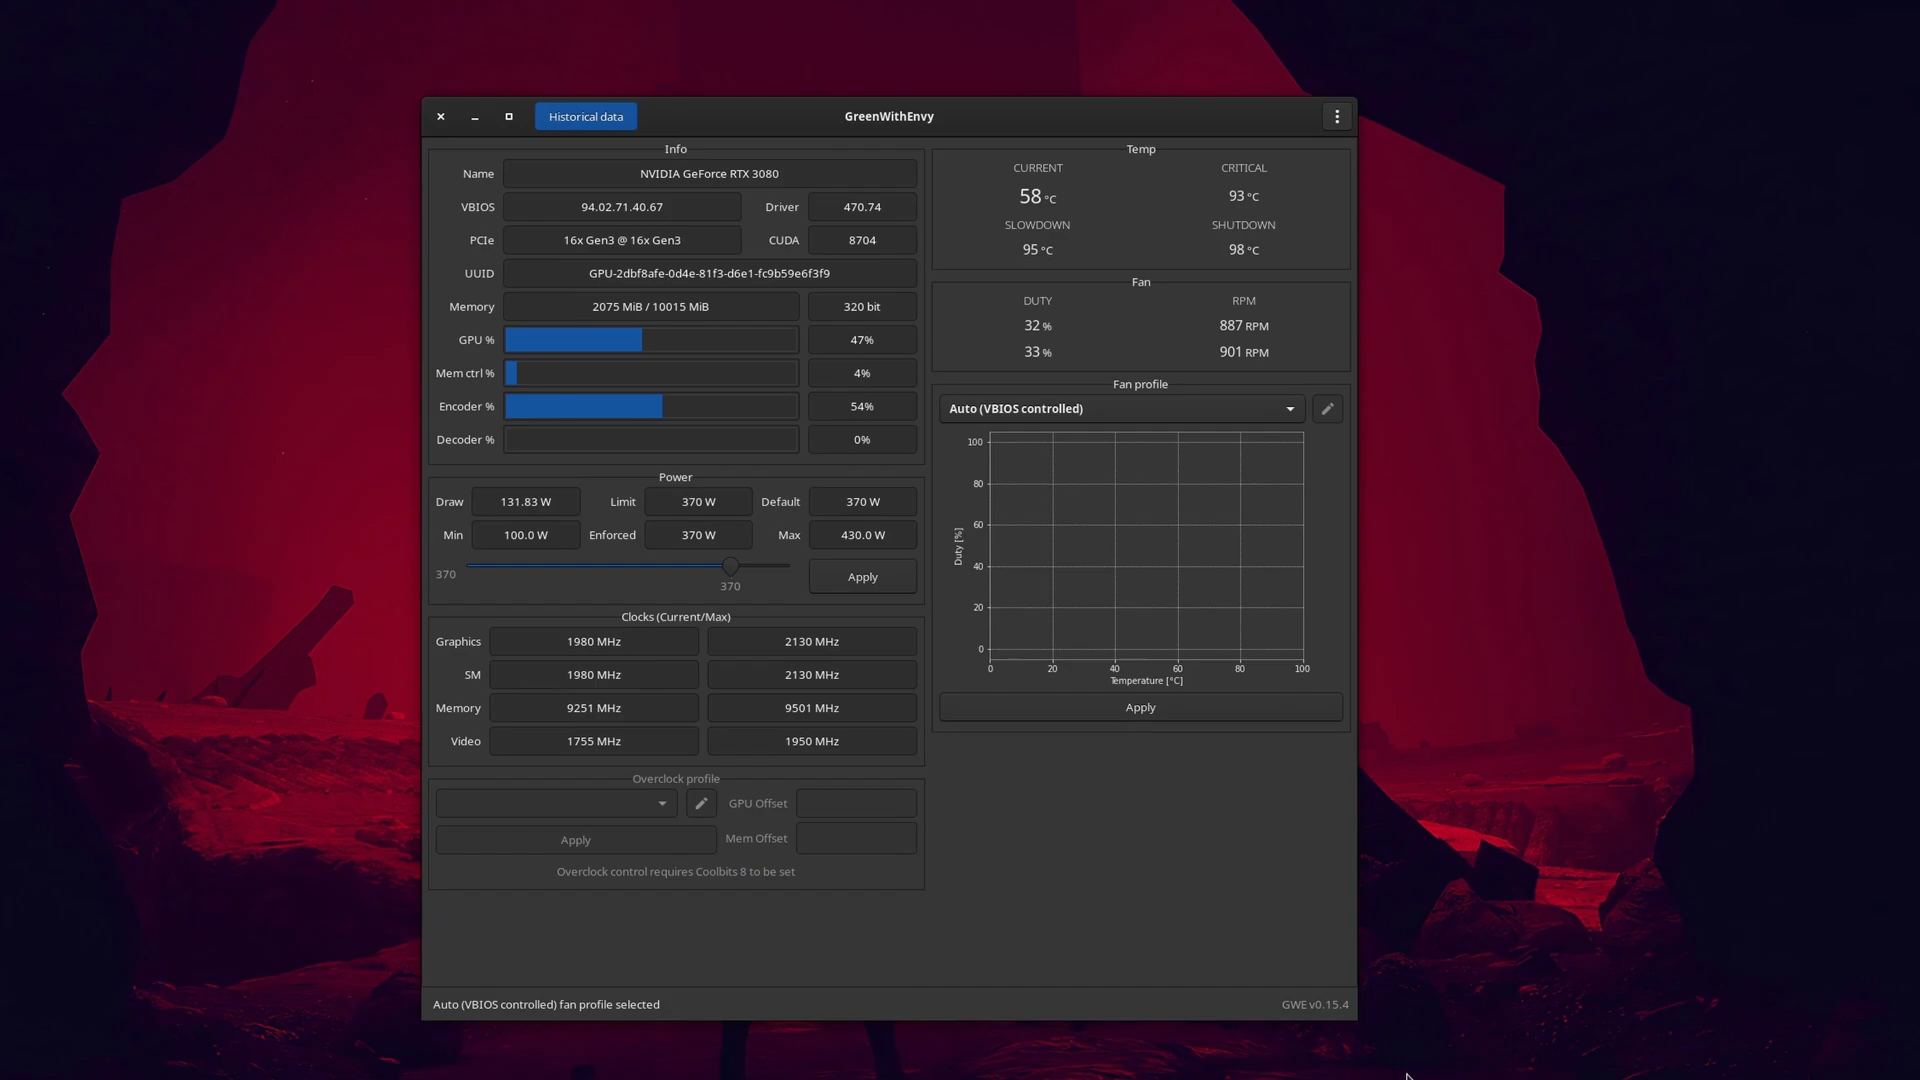 Historical data
GreenWithEnvy
Info
Name NVIDIA GeForce RTX 3080
VBIOS 94.02.71.40.67 Driver 470.74
PCIe 16x Gen3 @ 16x Gen3 CUDA 8704
UUID GPU-2dbf8afe-0d4e-81f3-d6e1-fc9b59e6f3f9
Memory 2075 MiB / 10015 MiB 320 bit
GPU % 47%
Mem ctrl % 4%
Encoder % 54%
Decoder % 0%
Power
Draw 131.83 W Limit 370 W Default 370 W
Min 100.0 W Enforced 370 W Max 430.0 W
370
370
Apply
Clocks (Current/Max)
Graphics 1980 MHz 2130 MHz
SM 1980 MHz 2130 MHz
Memory 9251 MHz 9501 MHz
Video 1755 MHz 1950 MHz
Overclock profile
GPU Offset
Apply Mem Offset
Overclock control requires Coolbits 8 to be set
Temp
CURRENT CRITICAL
58 °C 93 °C
SLOWDOWN SHUTDOWN
95 °C 98 °C
Fan
DUTY RPM
32 % 887 RPM
33 % 901 RPM
Fan profile
Auto (VBIOS controlled)
100
80
60
40
20
0
Duty [%]
0 20 40 60 80 100
Temperature [°C]
Apply
Auto (VBIOS controlled) fan profile selected
GWE v0.15.4